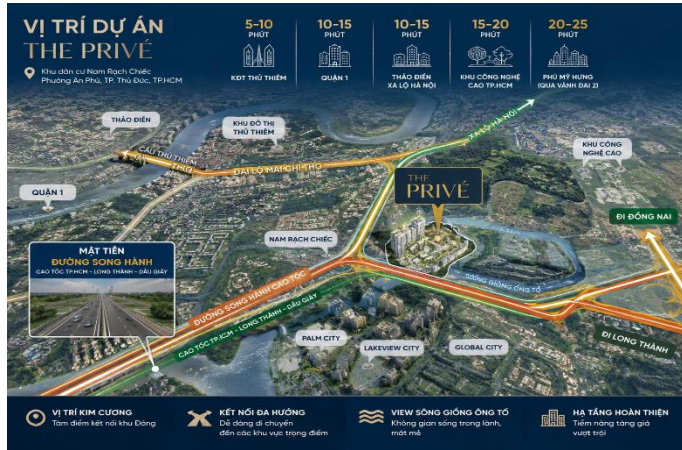 VỊ TRÍ DỰ ÁN
THE PRIVÉ
Khu dân cư Nam Rạch Chiếc
Phường An Phú, TP. Thủ Đức, TP.HCM
5-10
PHÚT
KĐT THỦ THIÊM
10-15
PHÚT
QUẬN 1
10-15
PHÚT
THẢO ĐIỀN
XA LỘ HÀ NỘI
15-20
PHÚT
KHU CÔNG NGHỆ
CAO TP.HCM
20-25
PHÚT
PHÚ MỸ HƯNG
(QUA VÀNH ĐAI 2)
THẢO ĐIỀN
KHU ĐÔ THỊ
THỦ THIÊM
XA LỘ HÀ NỘI
CẦU THỦ THIÊM
ĐẠI LỘ MAI CHÍ THỌ
KHU CÔNG
NGHỆ CAO
QUẬN 1
THE
PRIVÉ
ĐI ĐỒNG NAI
NAM RẠCH CHIẾC
MẶT TIỀN
ĐƯỜNG SONG HÀNH
CAO TỐC TP.HCM - LONG THÀNH - DẦU GIÂY
ĐƯỜNG SONG HÀNH CAO TỐC
CAO TỐC TP.HCM - LONG THÀNH - DẦU GIÂY
ĐI LONG THÀNH
PALM CITY
LAKEVIEW CITY
GLOBAL CITY
VỊ TRÍ KIM CƯƠNG
Tâm điểm kết nối khu Đông
KẾT NỐI ĐA HƯỚNG
Dễ dàng di chuyển
đến các khu vực trọng điểm
VIEW SÔNG GIỒNG ÔNG TỐ
Không gian sống trong lành,
mát mẻ
HẠ TẦNG HOÀN THIỆN
Tiềm năng tăng giá
vượt trội